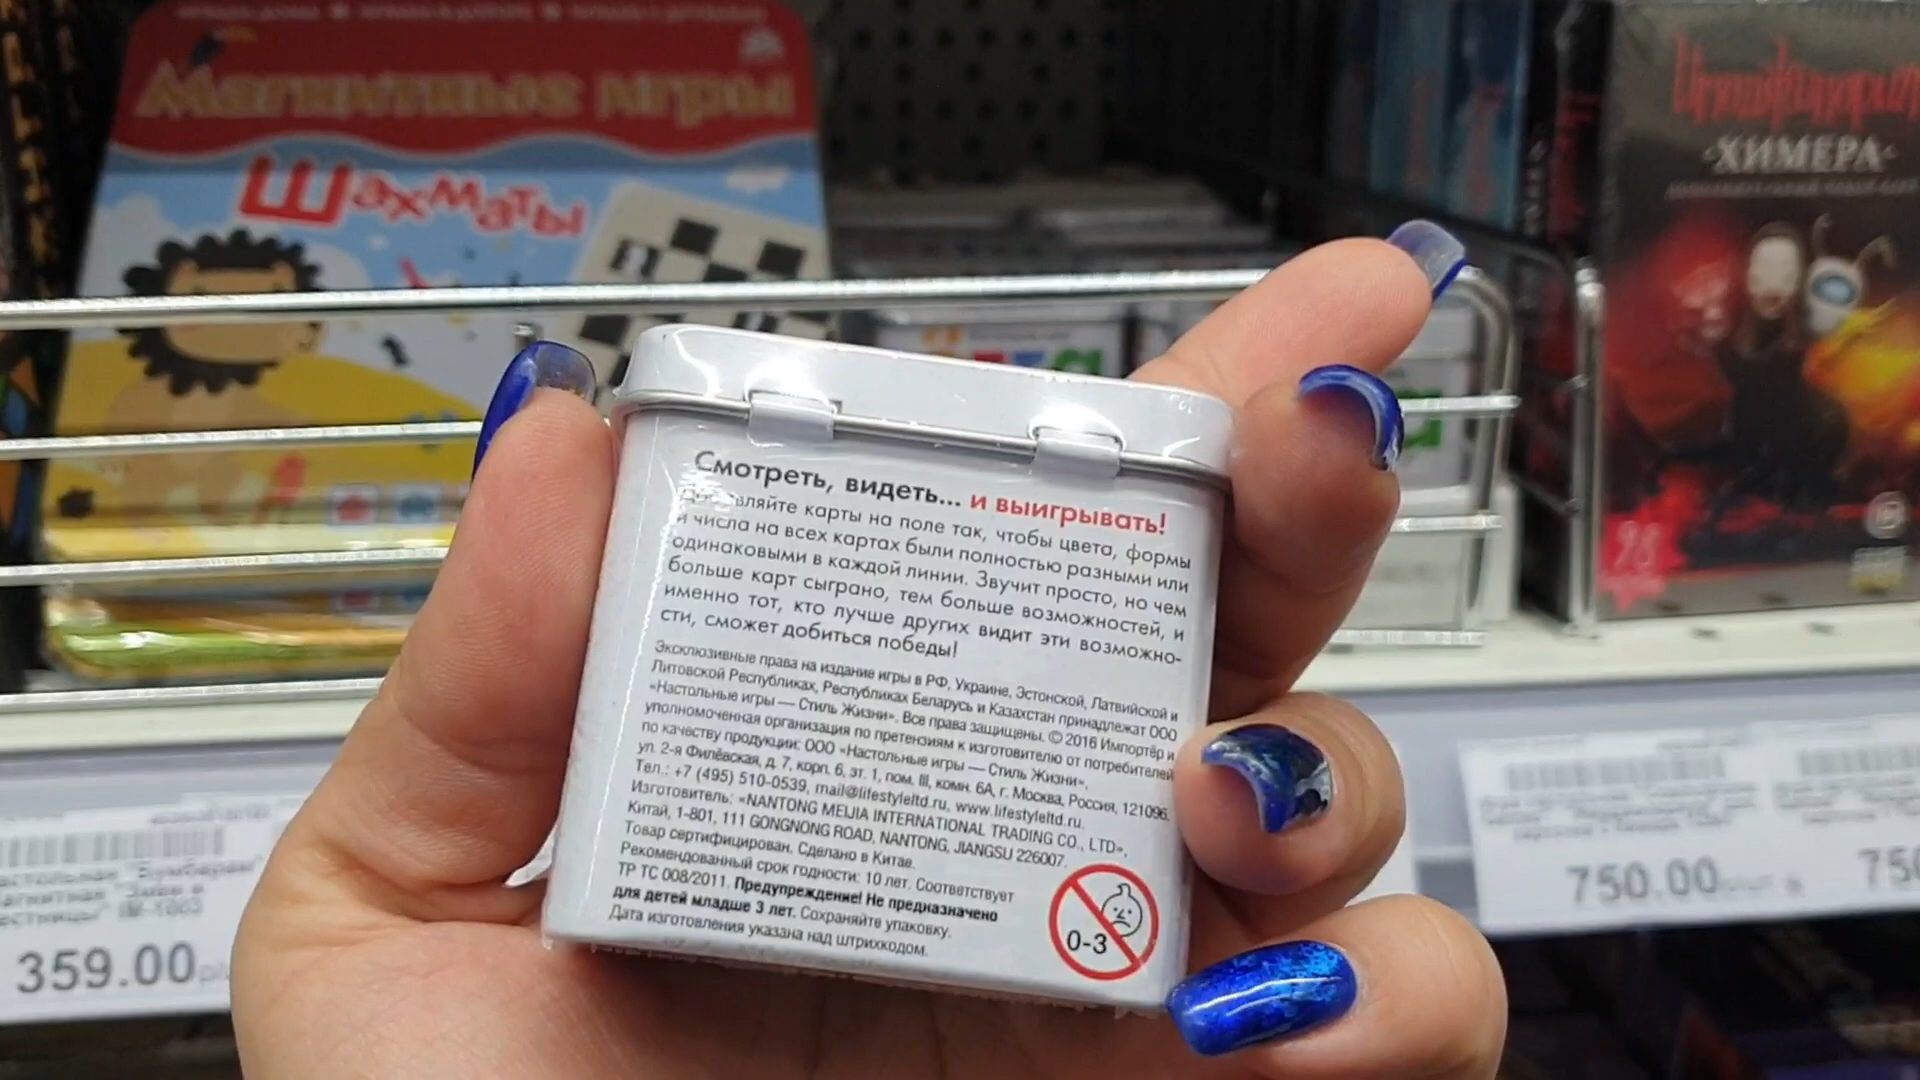 Магнитные игры
Шахматы
Имаджинариум
ХИМЕРА
98
Смотреть, видеть... и выигрывать!
карты на поле так, чтобы цвета, формы
и числа на всех картах были полностью разными или
одинаковыми в каждой линии. Звучит просто, но чем
больше карт сыграно, тем больше возможностей, и
именно тот, кто лучше других видит эти возможно-
сти, сможет добиться победы!
Эксклюзивные права на издание игры в РФ, Украине, Эстонской, Латвийской и
Литовской Республиках, Республиках Беларусь и Казахстан принадлежат ООО
«Настольные игры — Стиль Жизни». Все права защищены. © 2016 Импортёр и
уполномоченная организация по претензиям к изготовителю от потребителей
по качеству продукции: ООО «Настольные игры — Стиль Жизни»,
ул. 2-я Филёвская, д. 7, корп. 6, эт. 1, пом. III, комн. 6А, г. Москва, Россия, 121096.
Тел.: +7 (495) 510-0539, mail@lifestyleltd.ru, www.lifestyleltd.ru.
Изготовитель: «NANTONG MEIJIA INTERNATIONAL TRADING CO., LTD»,
Китай, 1-801, 111 GONGNONG ROAD, NANTONG, JIANGSU 226007.
Товар сертифицирован. Сделано в Китае.
Рекомендованный срок годности: 10 лет. Соответствует
ТР ТС 008/2011. Предупреждение! Не предназначено
для детей младше 3 лет. Сохраняйте упаковку.
Дата изготовления указана над штрихкодом.
0-3
359.00
750.00